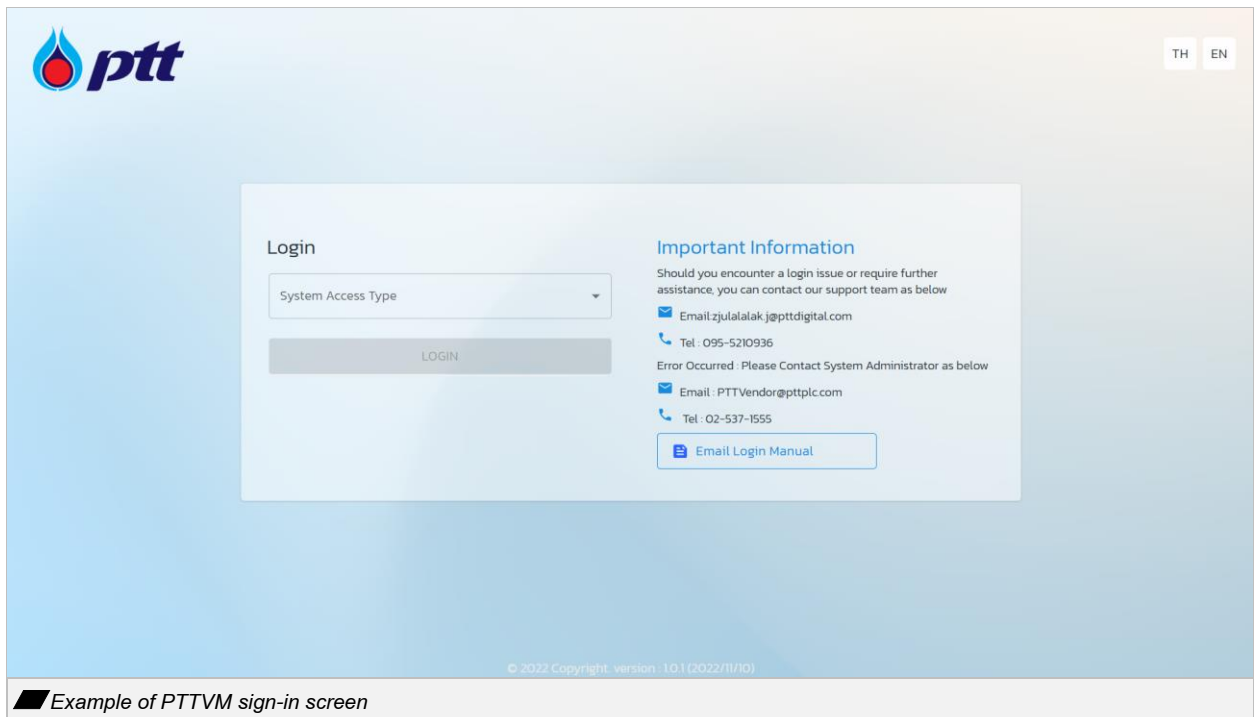 ptt
TH EN
Login
System Access Type
LOGIN
Important Information
Should you encounter a login issue or require further
assistance, you can contact our support team as below
Email:zjulalalak.j@pttdigital.com
Tel : 095-5210936
Error Occurred : Please Contact System Administrator as below
Email : PTTVendor@pttplc.com
Tel : 02-537-1555
Email Login Manual
© 2022 Copyright. version : 1.0.1 (2022/11/10)
Example of PTTVM sign-in screen